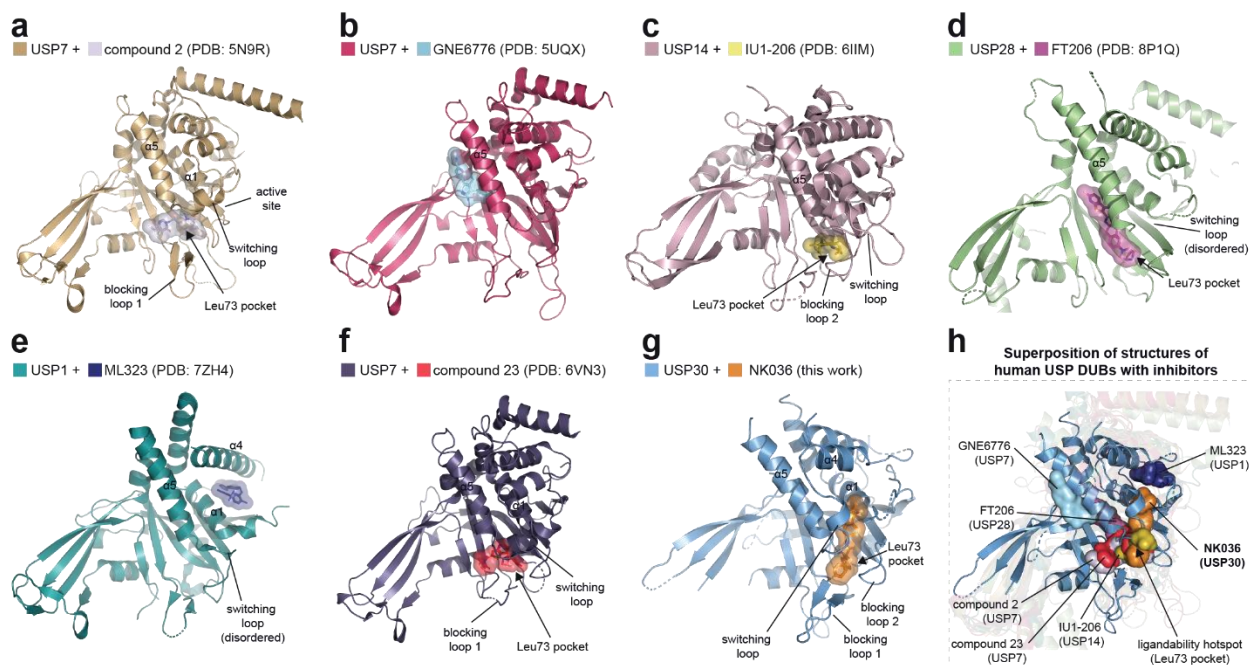 a
USP7 + compound 2 (PDB: 5N9R)
α5
α1
active
site
switching
loop
blocking
loop 1
Leu73 pocket
b
USP7 + GNE6776 (PDB: 5UQX)
α5
c
USP14 + IU1-206 (PDB: 6IIM)
α5
Leu73 pocket
blocking
loop 2
switching
loop
d
USP28 + FT206 (PDB: 8P1Q)
α5
switching
loop
(disordered)
Leu73 pocket
e
USP1 + ML323 (PDB: 7ZH4)
α4
α5
α1
switching
loop
(disordered)
f
USP7 + compound 23 (PDB: 6VN3)
α5
α1
switching
loop
blocking
loop 1
Leu73 pocket
g
USP30 + NK036 (this work)
α4
α5
α1
Leu73
pocket
switching
loop
blocking
loop 2
blocking
loop 1
h
Superposition of structures of
human USP DUBs with inhibitors
GNE6776
(USP7)
ML323
(USP1)
FT206
(USP28)
NK036
(USP30)
compound 2
(USP7)
IU1-206
(USP14)
compound 23
(USP7)
ligandability hotspot
(Leu73 pocket)